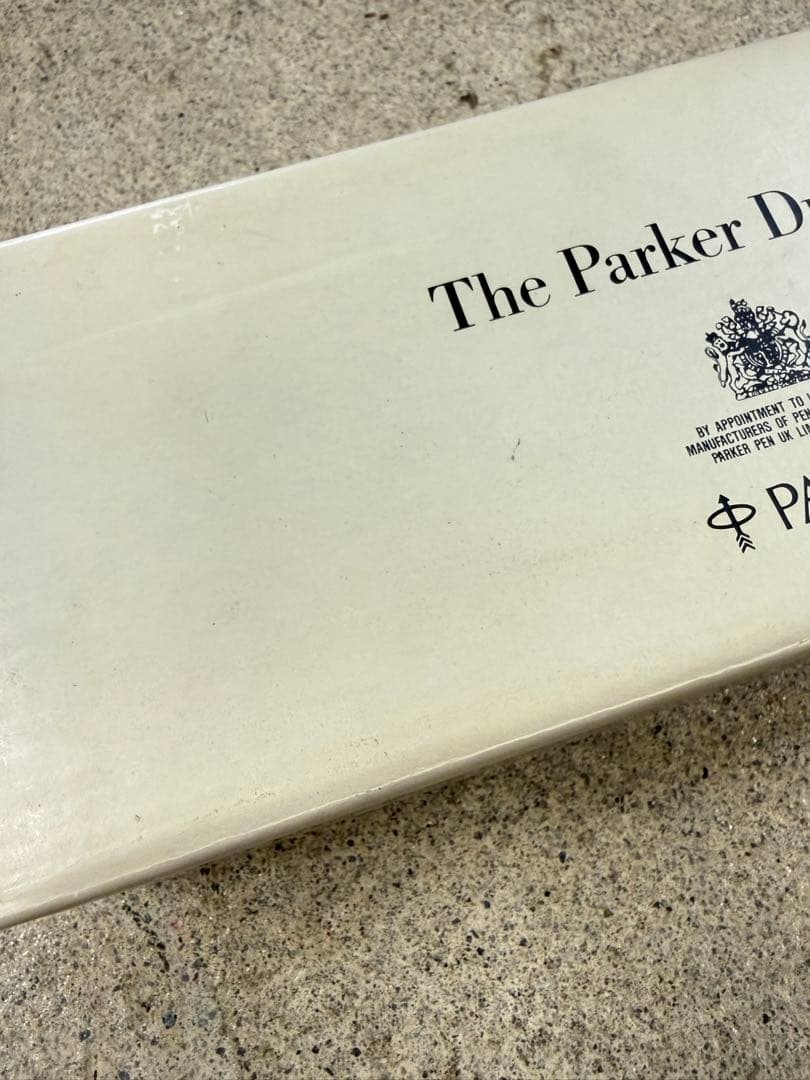 The Parker D
BY APPOINTMENT TO
MANUFACTURERS OF PEN
PARKER PEN UK LIM
PA